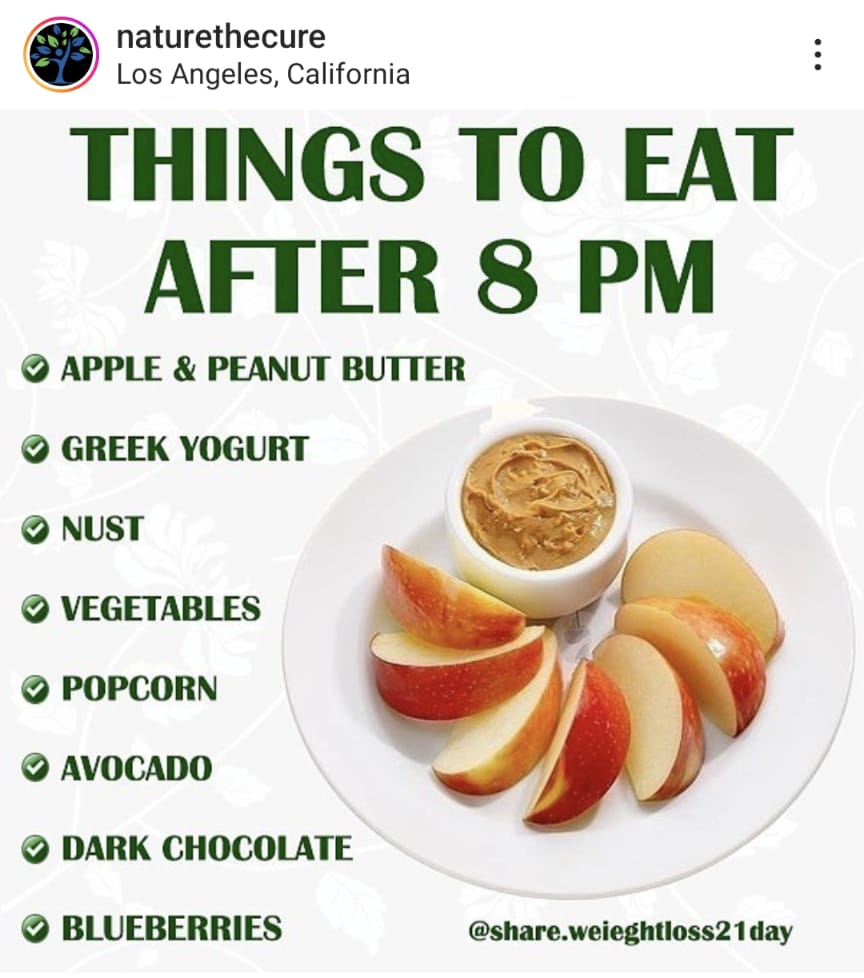 naturethecure
Los Angeles, California
THINGS TO EAT
AFTER 8 PM
APPLE & PEANUT BUTTER
GREEK YOGURT
NUST
VEGETABLES
POPCORN
AVOCADO
DARK CHOCOLATE
BLUEBERRIES
@share.weieghtloss21day